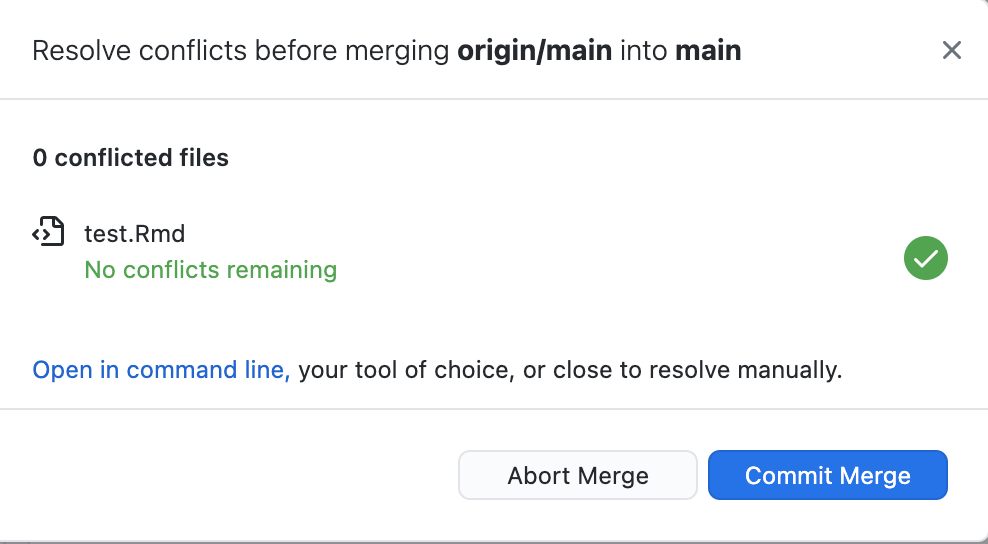 Resolve conflicts before merging origin/main into main
0 conflicted files
test.Rmd
No conflicts remaining
Open in command line, your tool of choice, or close to resolve manually.
Abort Merge
Commit Merge